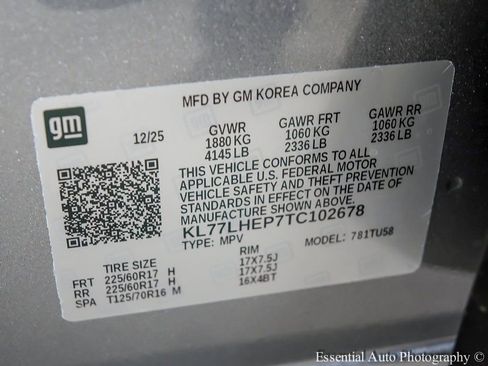 MFD BY GM KOREA COMPANY
gm
12/25 GVWR GAWR FRT GAWR RR
1880 KG 1060 KG 1060 KG
4145 LB 2336 LB 2336 LB
THIS VEHICLE CONFORMS TO ALL
APPLICABLE U.S. FEDERAL MOTOR
VEHICLE SAFETY AND THEFT PREVENTION
STANDARDS IN EFFECT ON THE DATE OF
MANUFACTURE SHOWN ABOVE.
KL77LHEP7TC102678
TYPE: MPV MODEL: 781TU58
TIRE SIZE RIM
FRT 225/60R17 H 17X7.5J
RR 225/60R17 H 17X7.5J
SPA T125/70R16 M 16X4BT
Essential Auto Photography ©